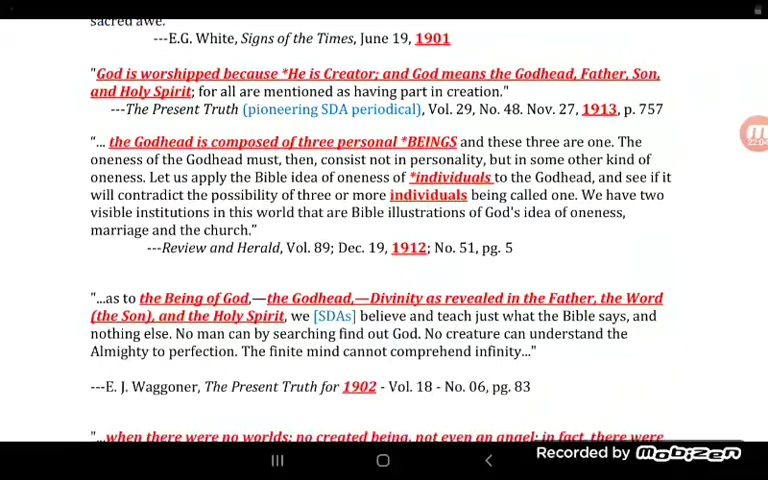 sacred awe.
---E.G. White, Signs of the Times, June 19, 1901
"God is worshipped because *He is Creator; and God means the Godhead, Father, Son,
and Holy Spirit; for all are mentioned as having part in creation."
---The Present Truth (pioneering SDA periodical), Vol. 29, No. 48. Nov. 27, 1913, p. 757
“... the Godhead is composed of three personal *BEINGS and these three are one. The
oneness of the Godhead must, then, consist not in personality, but in some other kind of
oneness. Let us apply the Bible idea of oneness of *individuals to the Godhead, and see if it
will contradict the possibility of three or more individuals being called one. We have two
visible institutions in this world that are Bible illustrations of God's idea of oneness,
marriage and the church.”
---Review and Herald, Vol. 89; Dec. 19, 1912; No. 51, pg. 5
"...as to the Being of God,—the Godhead,—Divinity as revealed in the Father, the Word
(the Son), and the Holy Spirit, we [SDAs] believe and teach just what the Bible says, and
nothing else. No man can by searching find out God. No creature can understand the
Almighty to perfection. The finite mind cannot comprehend infinity..."
---E. J. Waggoner, The Present Truth for 1902 - Vol. 18 - No. 06, pg. 83
"...when there were no worlds; no created being, not even an angel; in fact, there were
22:04
Recorded by mobizen